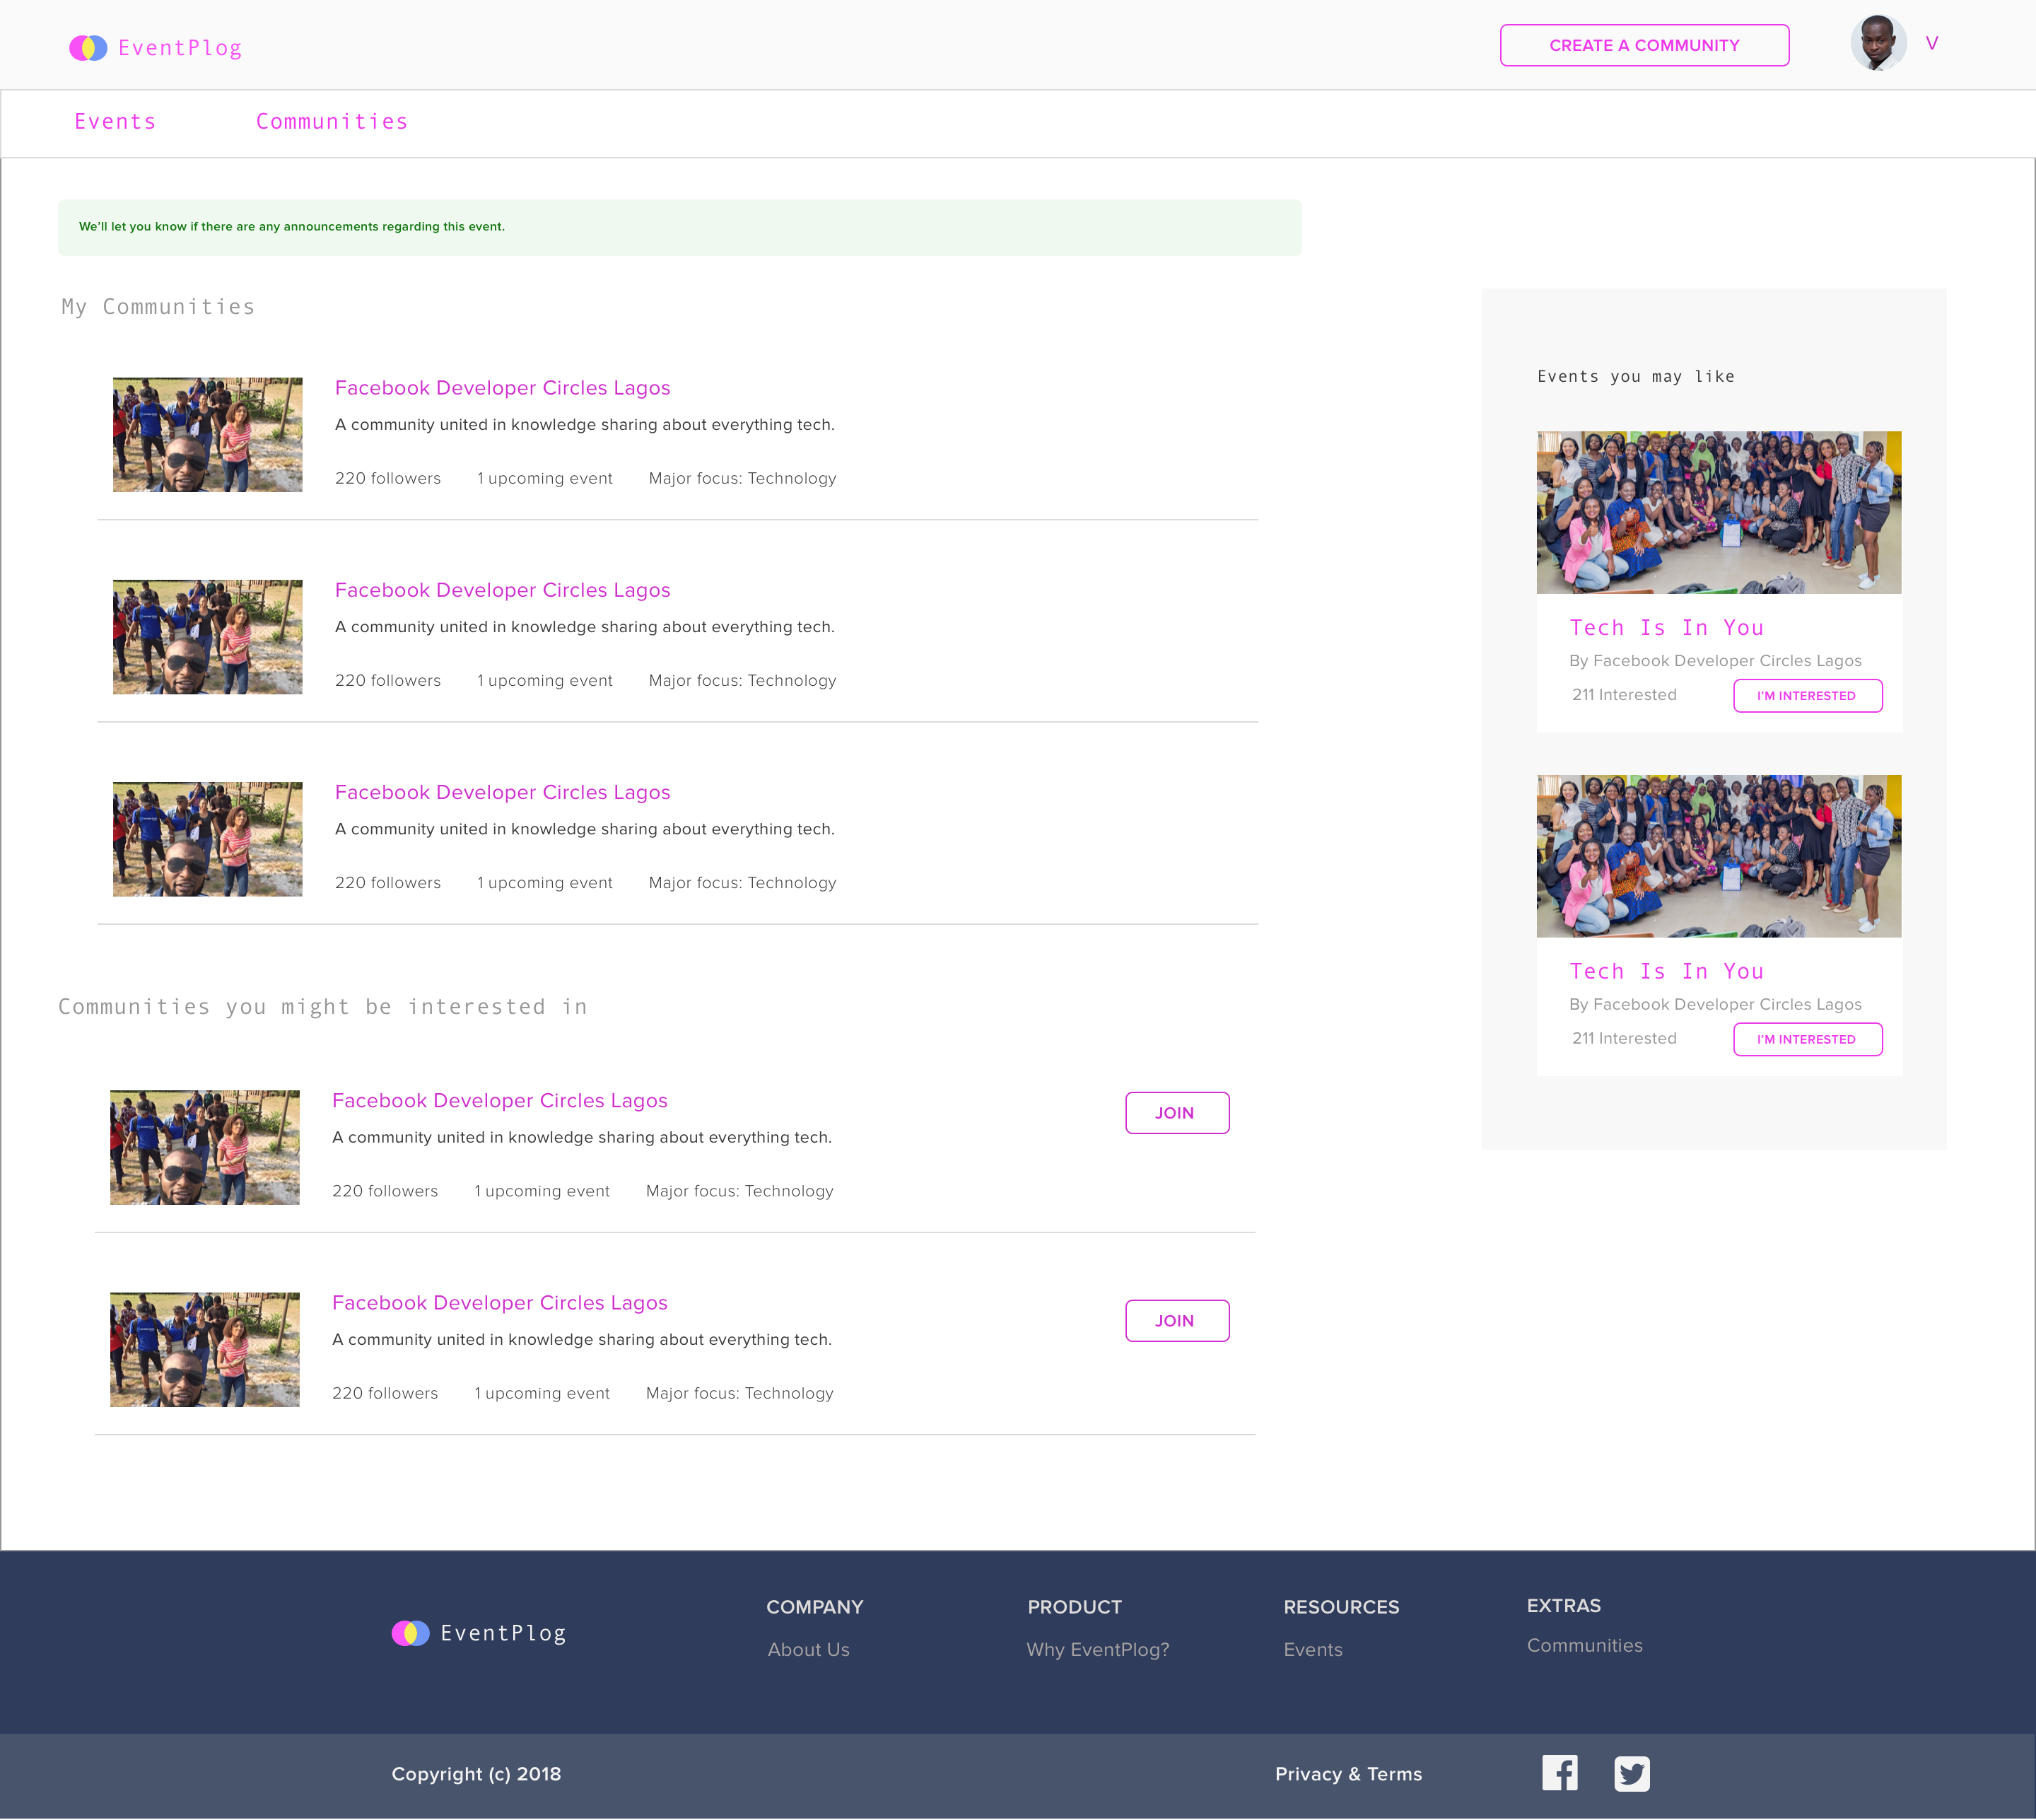 EventPlog
CREATE A COMMUNITY
V
Events
Communities
We'll let you know if there are any announcements regarding this event.
My Communities
Facebook Developer Circles Lagos
A community united in knowledge sharing about everything tech.
220 followers 1 upcoming event Major focus: Technology
Facebook Developer Circles Lagos
A community united in knowledge sharing about everything tech.
220 followers 1 upcoming event Major focus: Technology
Facebook Developer Circles Lagos
A community united in knowledge sharing about everything tech.
220 followers 1 upcoming event Major focus: Technology
Communities you might be interested in
Facebook Developer Circles Lagos
JOIN
A community united in knowledge sharing about everything tech.
220 followers 1 upcoming event Major focus: Technology
Facebook Developer Circles Lagos
JOIN
A community united in knowledge sharing about everything tech.
220 followers 1 upcoming event Major focus: Technology
Events you may like
Tech Is In You
By Facebook Developer Circles Lagos
211 Interested
I'M INTERESTED
Tech Is In You
By Facebook Developer Circles Lagos
211 Interested
I'M INTERESTED
EventPlog
COMPANY
About Us
PRODUCT
Why EventPlog?
RESOURCES
Events
EXTRAS
Communities
Copyright (c) 2018
Privacy & Terms